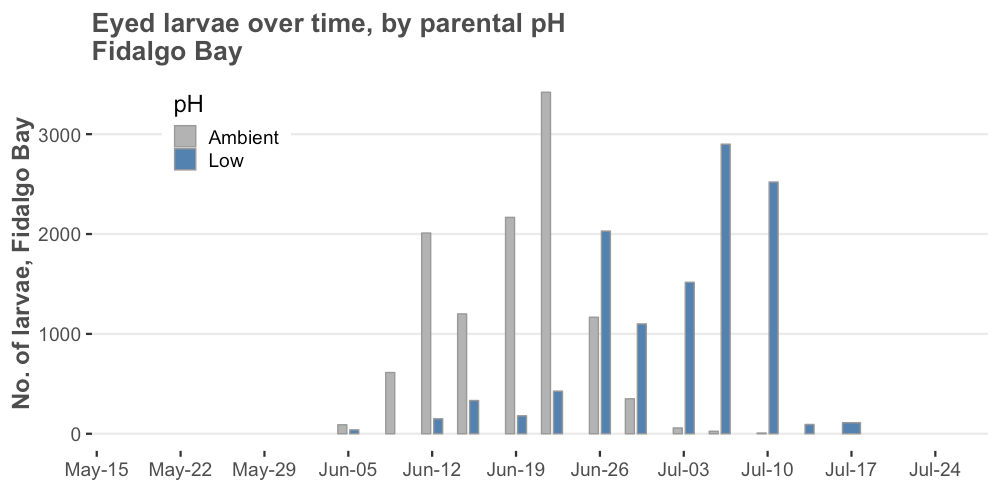 Eyed larvae over time, by parental pH
Fidalgo Bay
No. of larvae, Fidalgo Bay
pH
Ambient
Low
3000
2000
1000
0
May-15 May-22 May-29 Jun-05 Jun-12 Jun-19 Jun-26 Jul-03 Jul-10 Jul-17 Jul-24